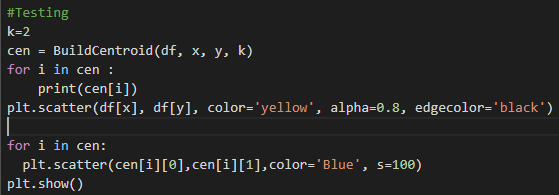 #Testing
k=2
cen = BuildCentroid(df, x, y, k)
for i in cen :
    print(cen[i])
plt.scatter(df[x], df[y], color='yellow', alpha=0.8, edgecolor='black')
for i in cen:
  plt.scatter(cen[i][0],cen[i][1],color='Blue', s=100)
plt.show()